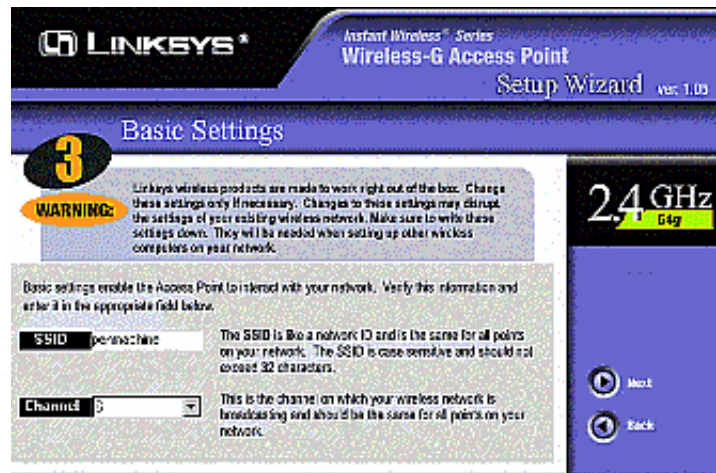 LINKSYS®
Instant Wireless® Series
Wireless-G Access Point
Setup Wizard ver. 1.05
3
Basic Settings
WARNING:
Linksys wireless products are made to work right out of the box. Change
these settings only if necessary. Changes to these settings may disrupt
the settings of your existing wireless network. Make sure to write these
settings down. They will be needed when setting up other wireless
computers on your network.
2.4 GHz
54g
Basic settings enable the Access Point to interact with your network. Verify this information and
enter it in the appropriate field below.
SSID penmachine
The SSID is like a network ID and is the same for all points
on your network. The SSID is case sensitive and should not
exceed 32 characters.
Channel 6
This is the channel on which your wireless network is
broadcasting and should be the same for all points on your
network.
Next
Back